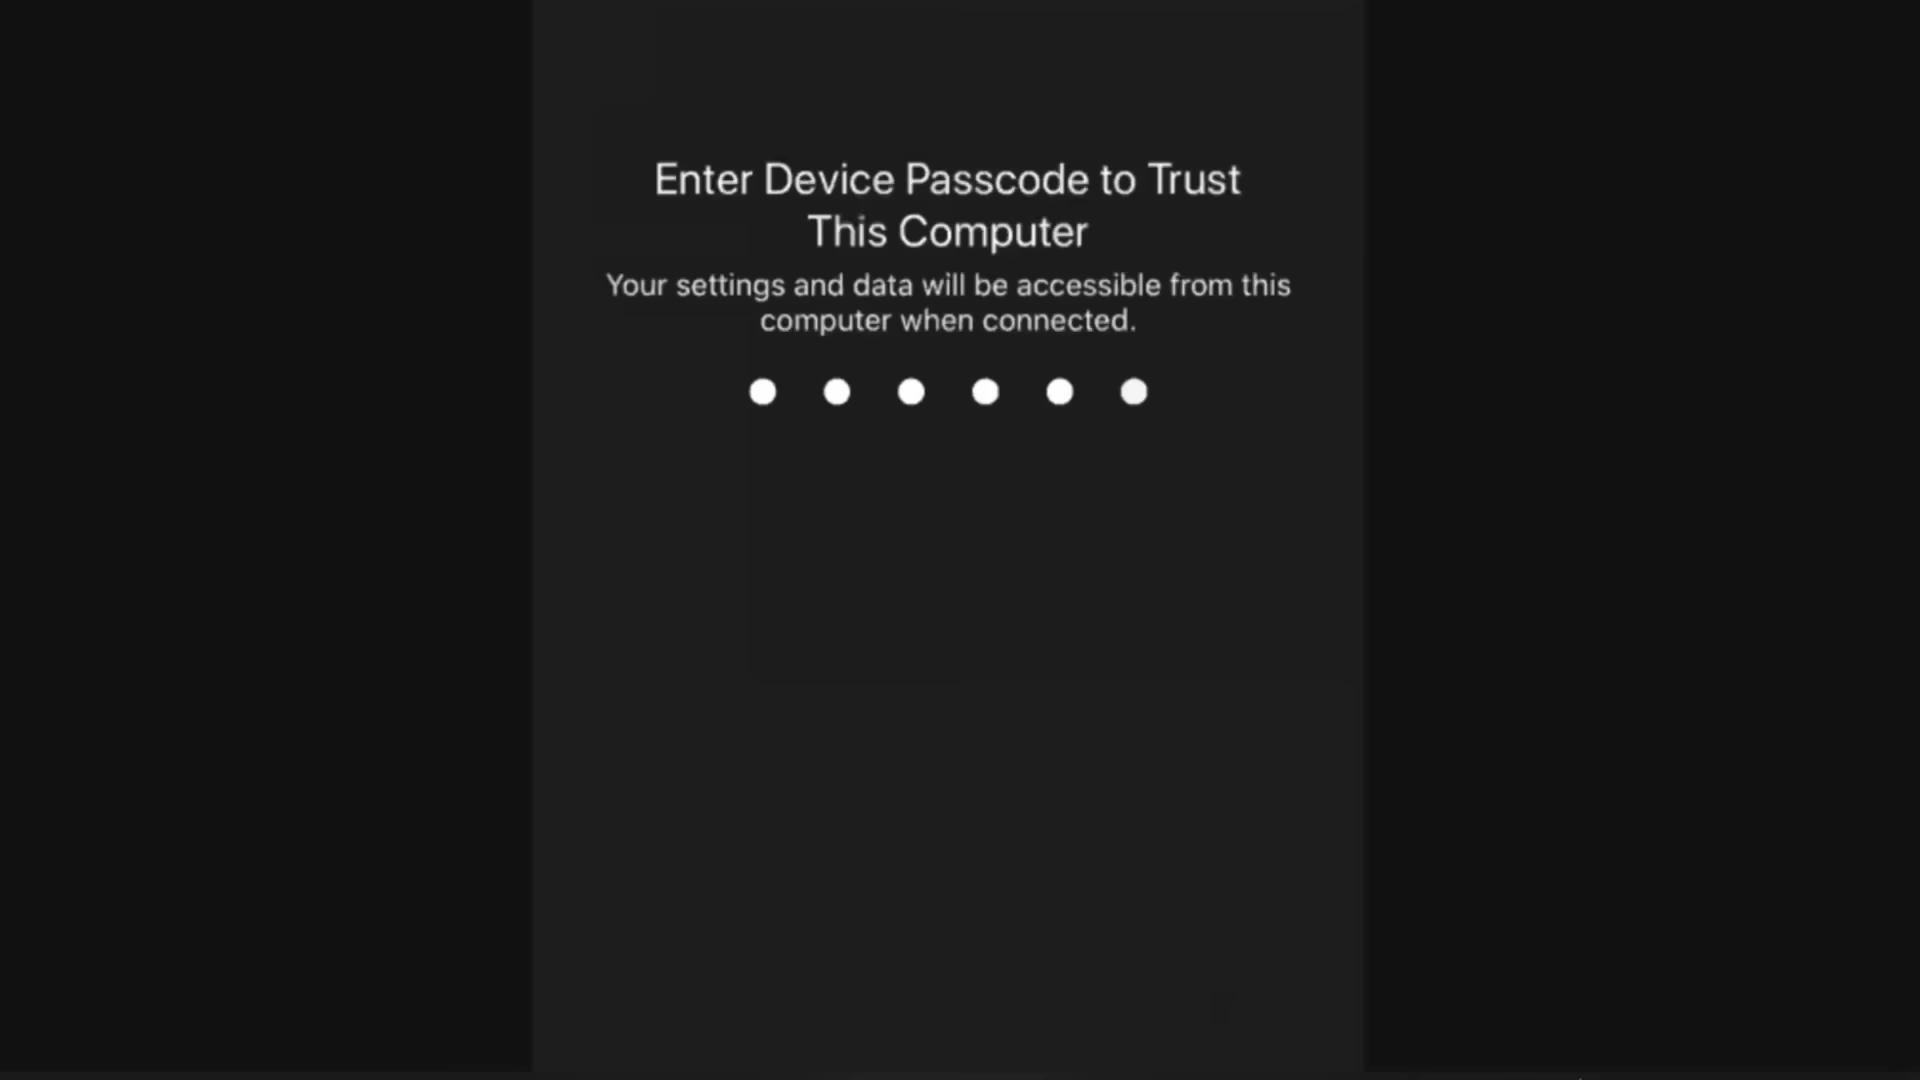 Enter Device Passcode to Trust
This Computer
Your settings and data will be accessible from this
computer when connected.